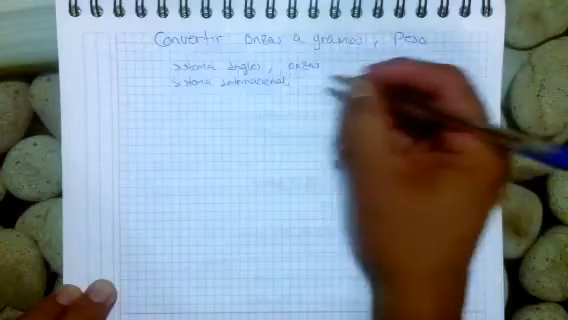 Convertir onzas a gramos, Peso
Sistema Ingles, onzas
Sistema Internacional,